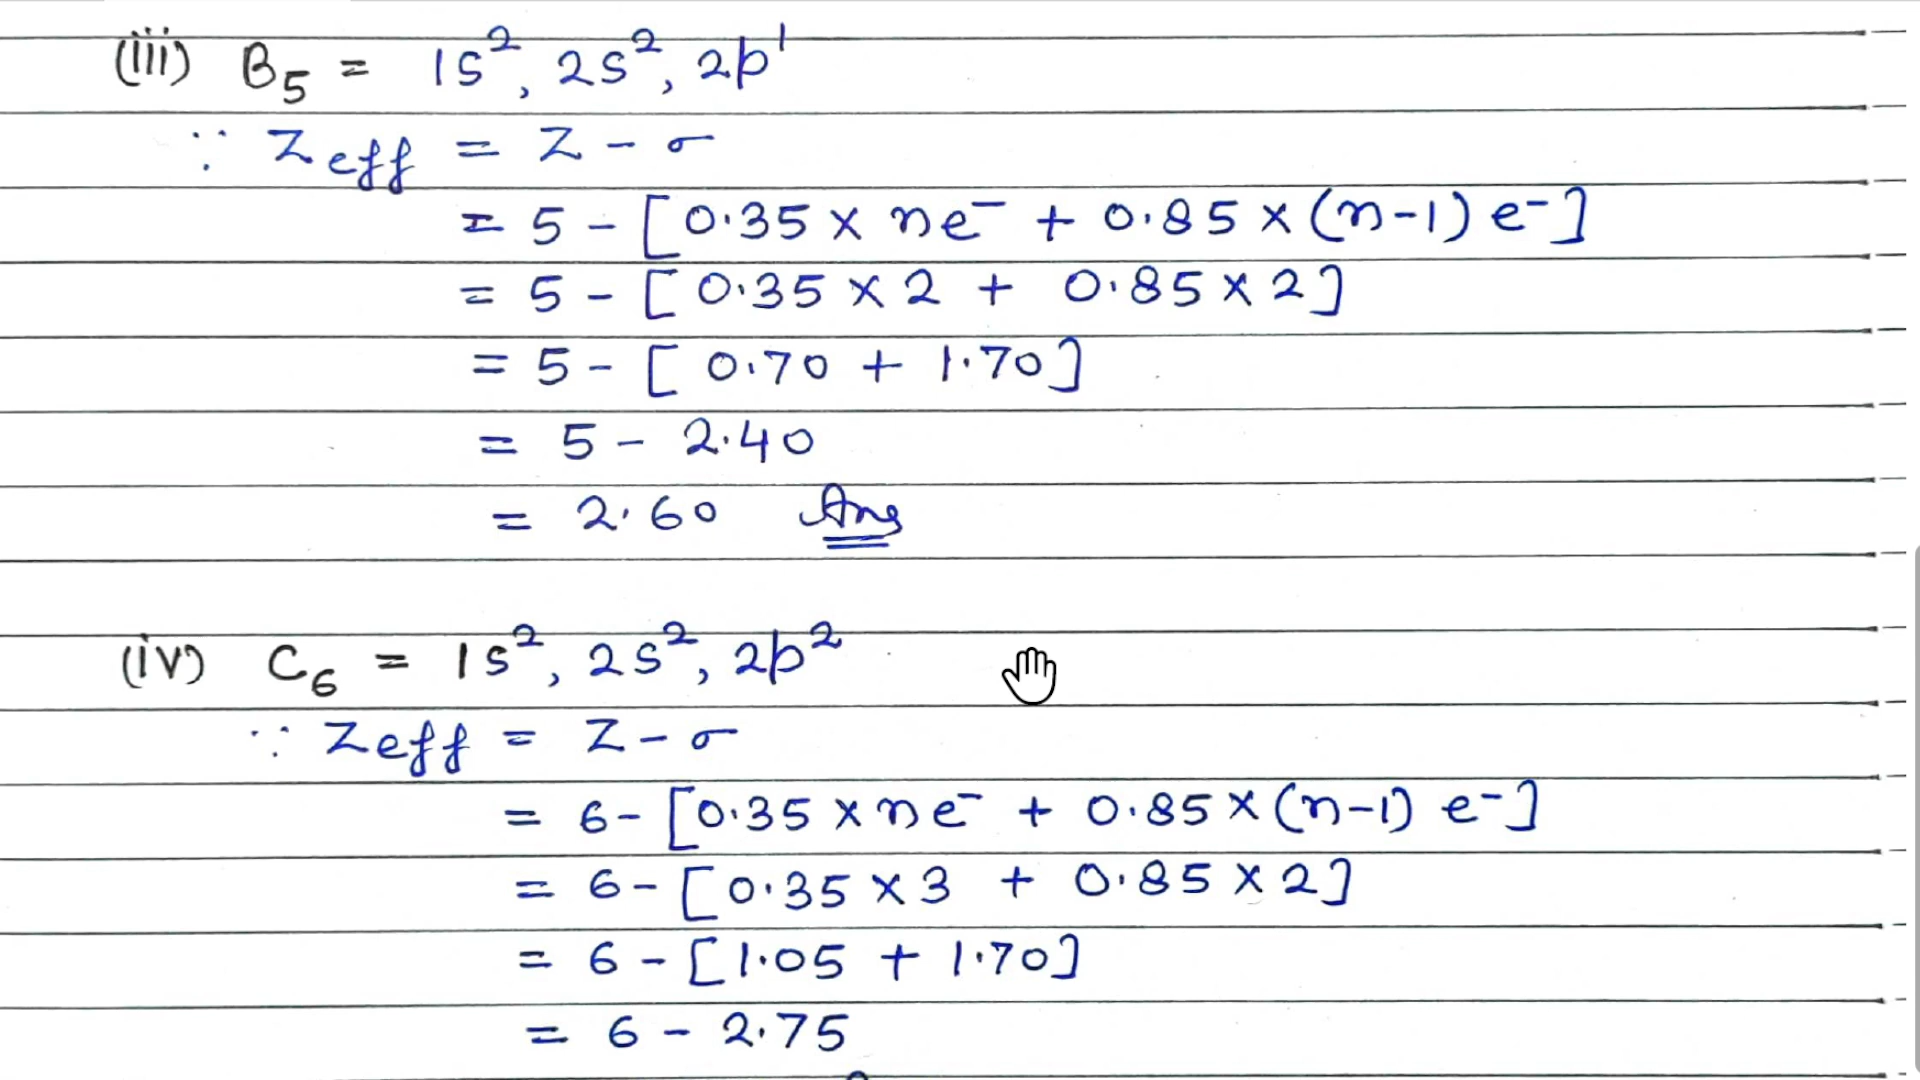 (iii) B₅ = 1s², 2s², 2p¹
∵ Zeff = Z - σ
= 5 - [0.35 × ne⁻ + 0.85 × (n-1) e⁻]
= 5 - [0.35 × 2 + 0.85 × 2]
= 5 - [0.70 + 1.70]
= 5 - 2.40
= 2.60 Ans
(iv) C₆ = 1s², 2s², 2p²
∵ Zeff = Z - σ
= 6 - [0.35 × ne⁻ + 0.85 × (n-1) e⁻]
= 6 - [0.35 × 3 + 0.85 × 2]
= 6 - [1.05 + 1.70]
= 6 - 2.75